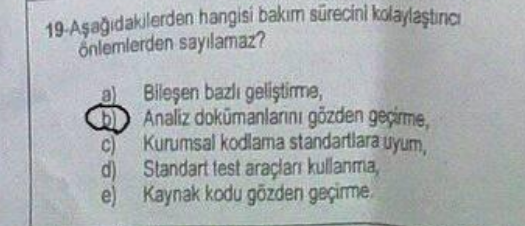 19-Aşağıdakilerden hangisi bakım sürecini kolaylaştırıcı
önlemlerden sayılamaz?
a) Bileşen bazlı geliştirme,
b) Analiz dokümanlarını gözden geçirme,
c) Kurumsal kodlama standartlara uyum,
d) Standart test araçları kullanma,
e) Kaynak kodu gözden geçirme.